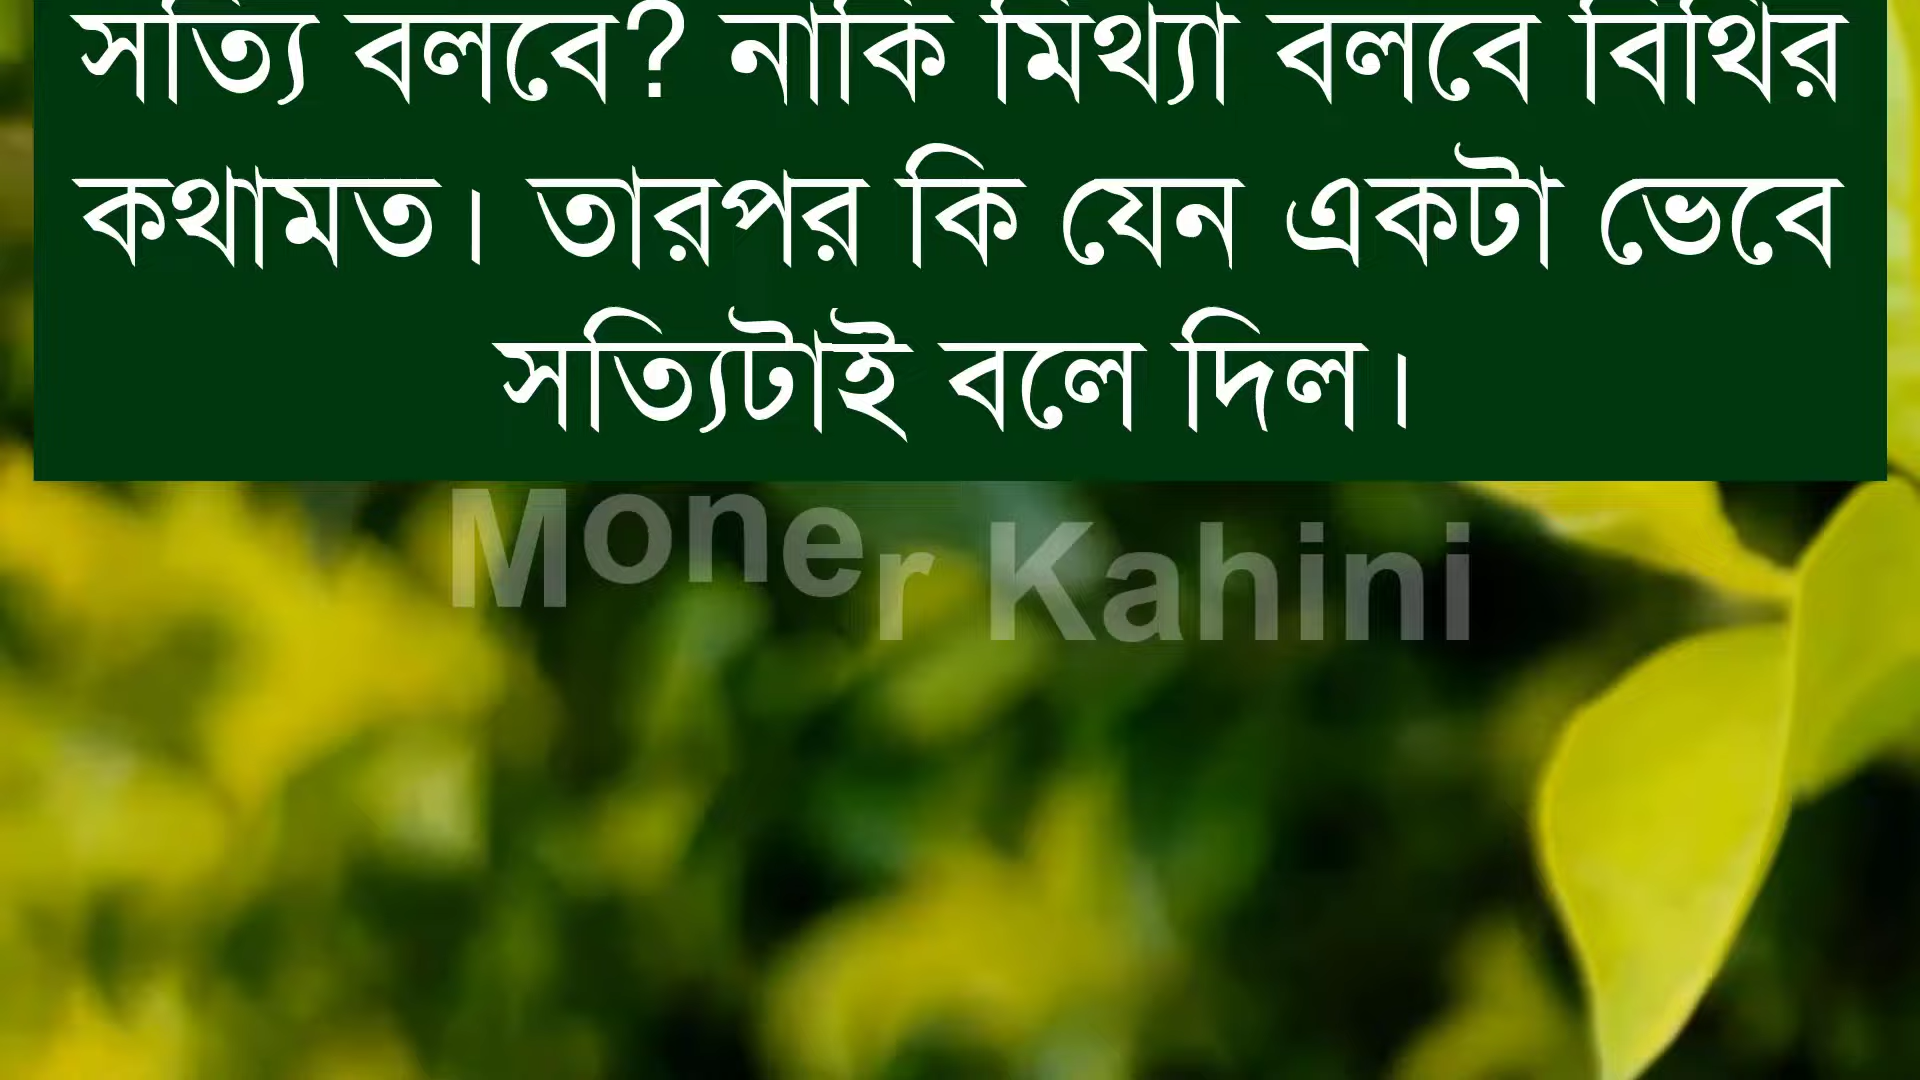 সত্যি বলবে? নাকি মিথ্যা বলবে বিথির
কথামত। তারপর কি যেন একটা ভেবে
সত্যিটাই বলে দিল।
Moner Kahini